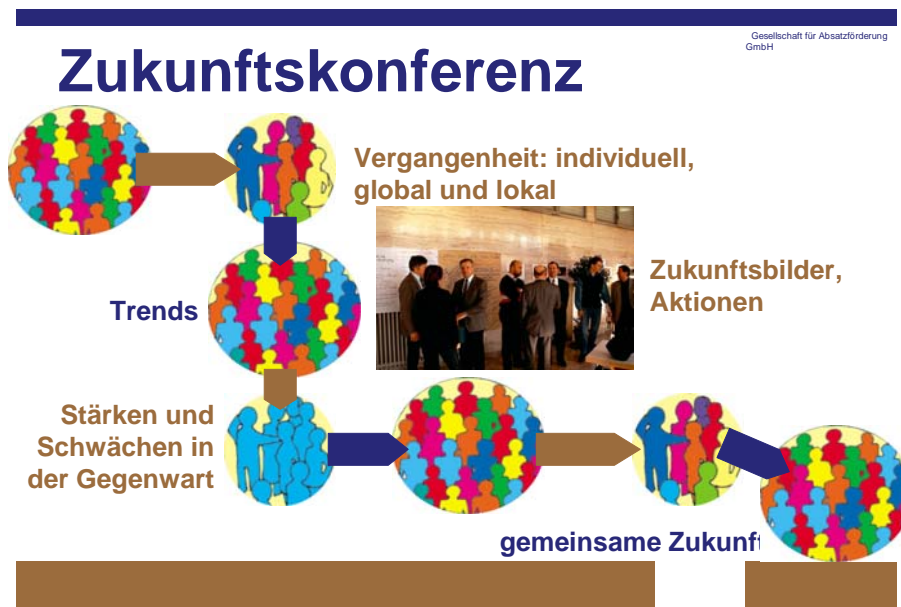 Gesellschaft für Absatzförderung
GmbH
Zukunftskonferenz
Vergangenheit: individuell,
global und lokal
Zukunftsbilder,
Aktionen
Trends
Stärken und
Schwächen in
der Gegenwart
gemeinsame Zukunft